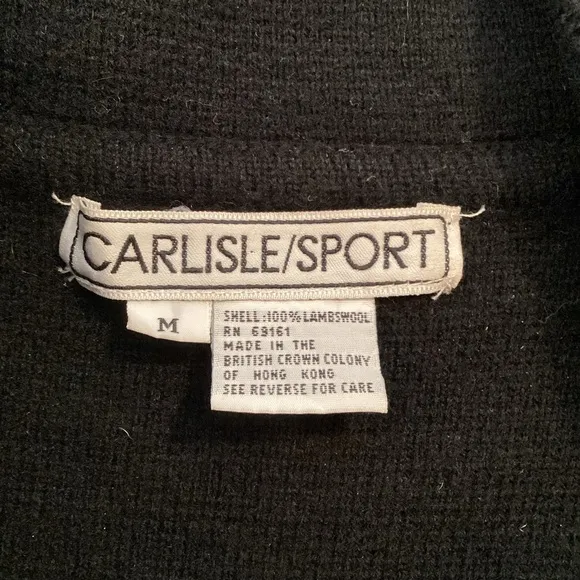 CARLISLE/SPORT
M
SHELL:100%LAMBSWOOL
RN 69161
MADE IN THE
BRITISH CROWN COLONY
OF HONG KONG
SEE REVERSE FOR CARE